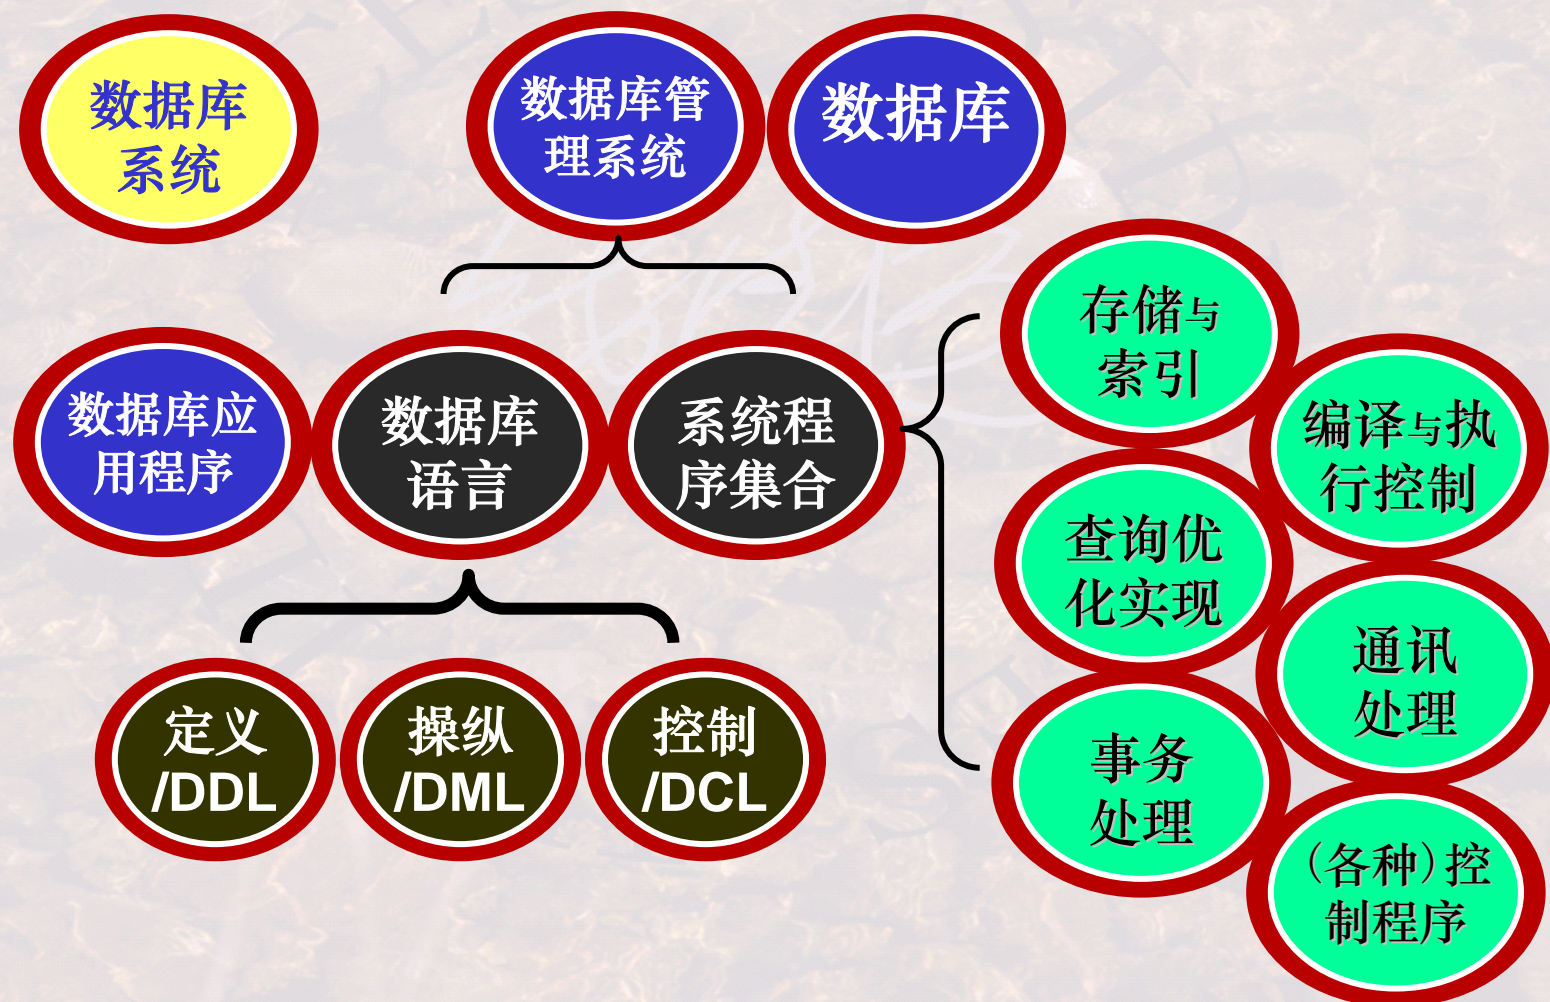 数据库
系统
数据库管
理系统
数据库
数据库应
用程序
数据库
语言
系统程
序集合
定义
/DDL
操纵
/DML
控制
/DCL
存储与
索引
编译与执
行控制
查询优
化实现
通讯
处理
事务
处理
(各种)控
制程序